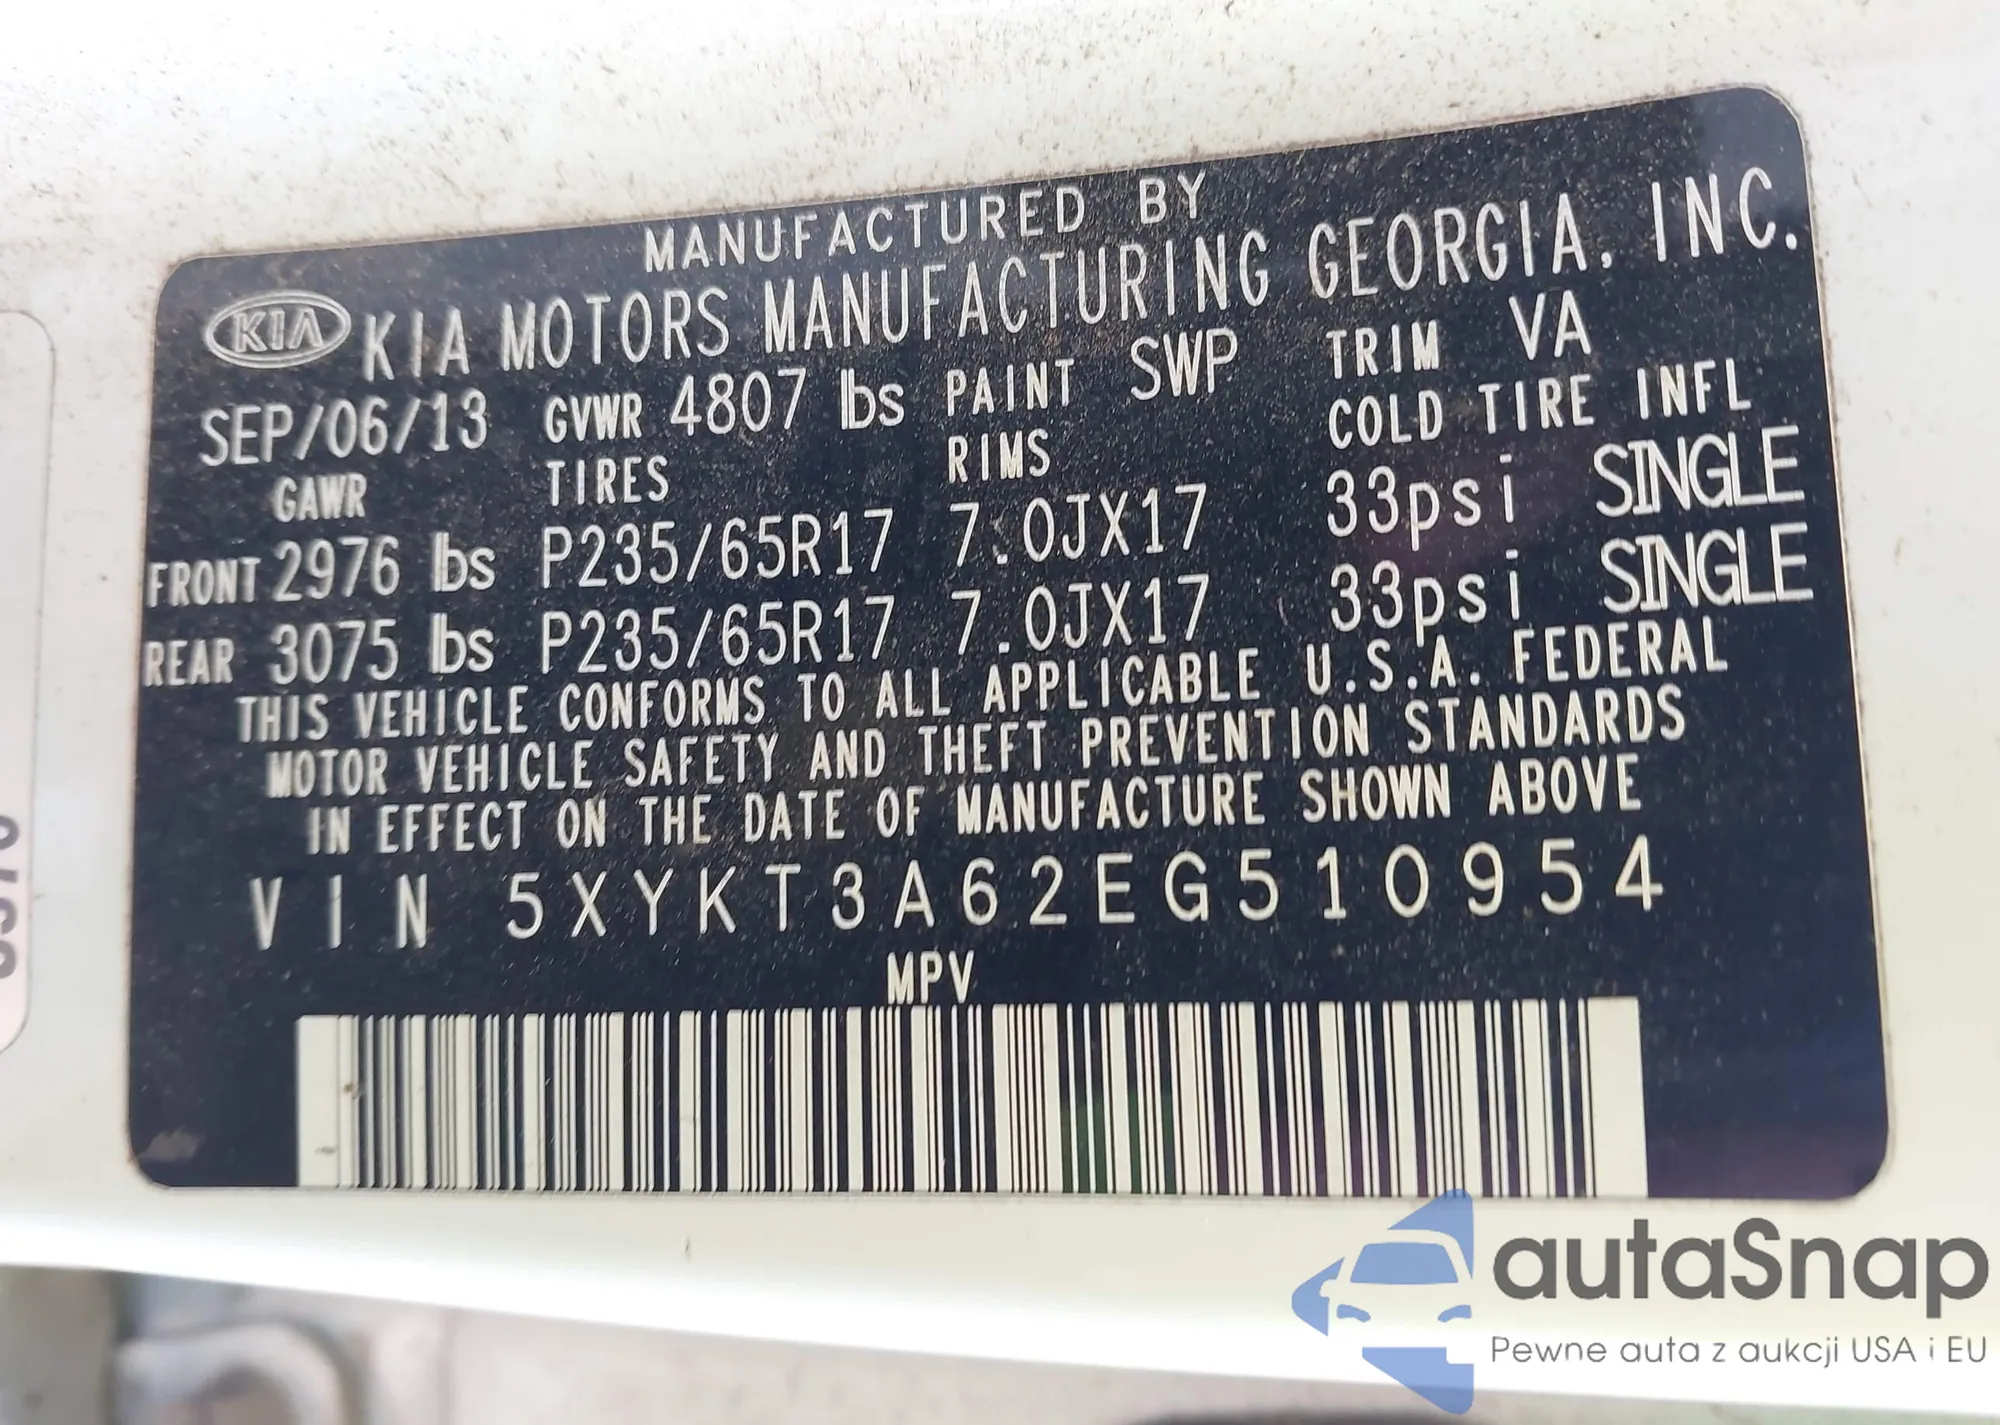 MANUFACTURED BY
KIA KIA MOTORS MANUFACTURING GEORGIA, INC.
SEP/06/13 GVWR 4807 lbs PAINT SWP TRIM VA
GAWR TIRES RIMS COLD TIRE INFL
FRONT 2976 lbs P235/65R17 7.0JX17 33psi SINGLE
REAR 3075 lbs P235/65R17 7.0JX17 33psi SINGLE
THIS VEHICLE CONFORMS TO ALL APPLICABLE U.S.A. FEDERAL
MOTOR VEHICLE SAFETY AND THEFT PREVENTION STANDARDS
IN EFFECT ON THE DATE OF MANUFACTURE SHOWN ABOVE
VIN 5XYKT3A62EG510954
MPV
autaSnap
Pewne auta z aukcji USA i EU